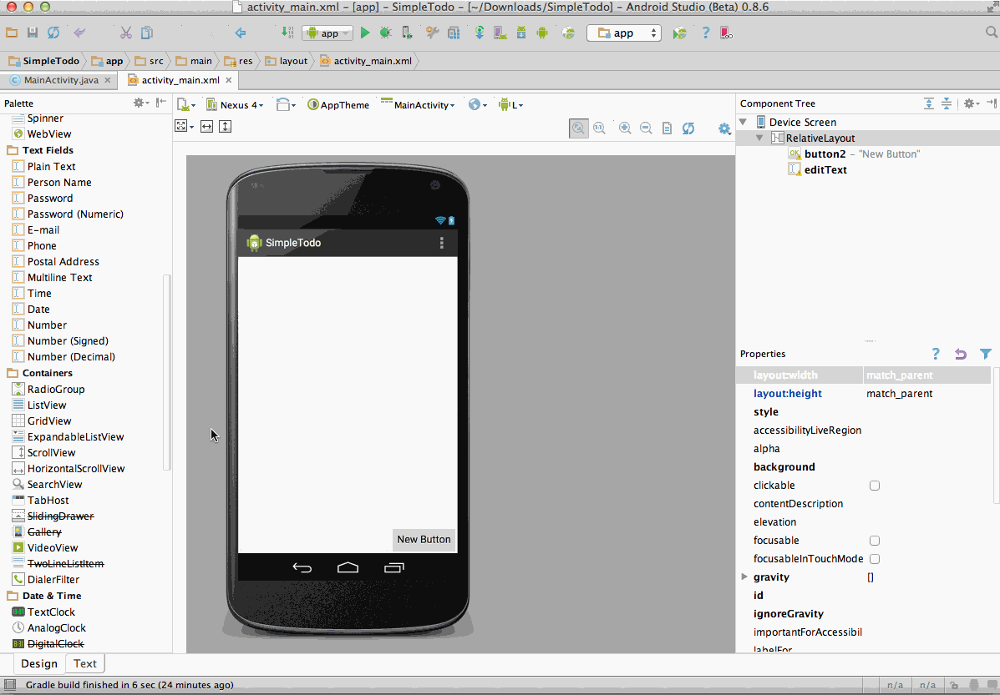 activity_main.xml – [app] – SimpleTodo – [~/Downloads/SimpleTodo] – Android Studio (Beta) 0.8.6
app
app
?
SimpleTodo
app
src
main
res
layout
activity_main.xml
MainActivity.java
activity_main.xml
Palette
Spinner
WebView
Text Fields
Plain Text
Person Name
Password
Password (Numeric)
E-mail
Phone
Postal Address
Multiline Text
Time
Date
Number
Number (Signed)
Number (Decimal)
Containers
RadioGroup
ListView
GridView
ExpandableListView
ScrollView
HorizontalScrollView
SearchView
TabHost
SlidingDrawer
Gallery
VideoView
TwoLineListItem
DialerFilter
Date & Time
TextClock
AnalogClock
DigitalClock
Design
Text
Nexus 4
AppTheme
MainActivity
L
SimpleTodo
New Button
Component Tree
Device Screen
RelativeLayout
OK
button2 – "New Button"
editText
Properties
?
layout:width
match_parent
layout:height
match_parent
style
accessibilityLiveRegion
alpha
background
clickable
contentDescription
elevation
focusable
focusableInTouchMode
gravity
[]
id
ignoreGravity
importantForAccessibil
labelFor
Gradle build finished in 6 sec (24 minutes ago)
n/a
n/a